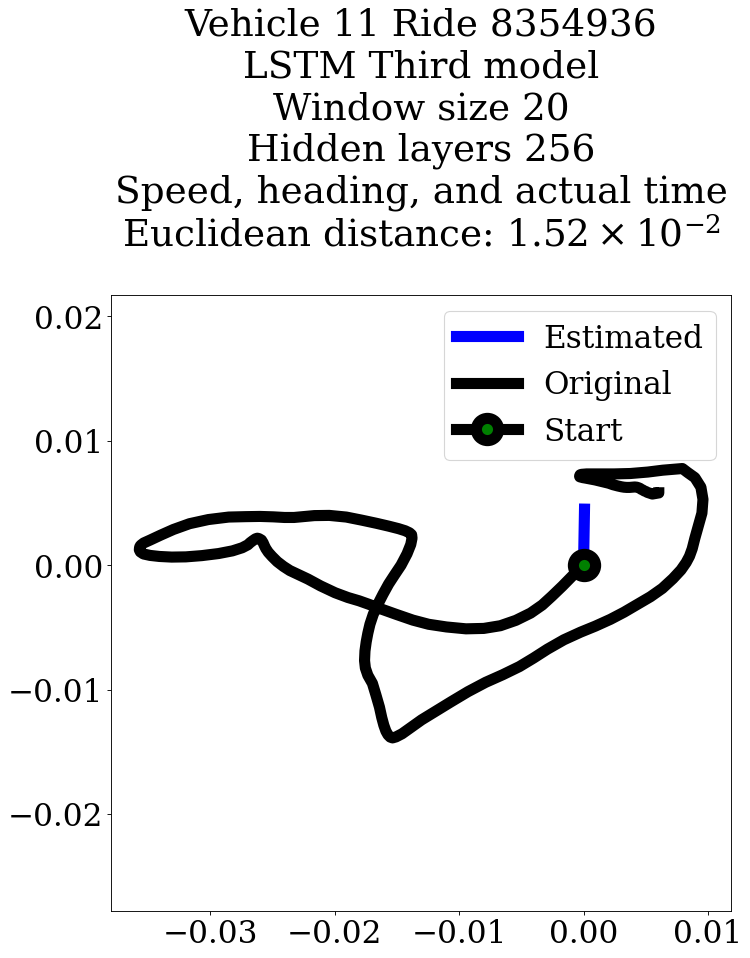 Vehicle 11 Ride 8354936
LSTM Third model
Window size 20
Hidden layers 256
Speed, heading, and actual time
Euclidean distance: 1.52 × 10⁻²
Estimated
Original
Start
0.02
0.01
0.00
−0.01
−0.02
−0.03 −0.02 −0.01 0.00 0.01